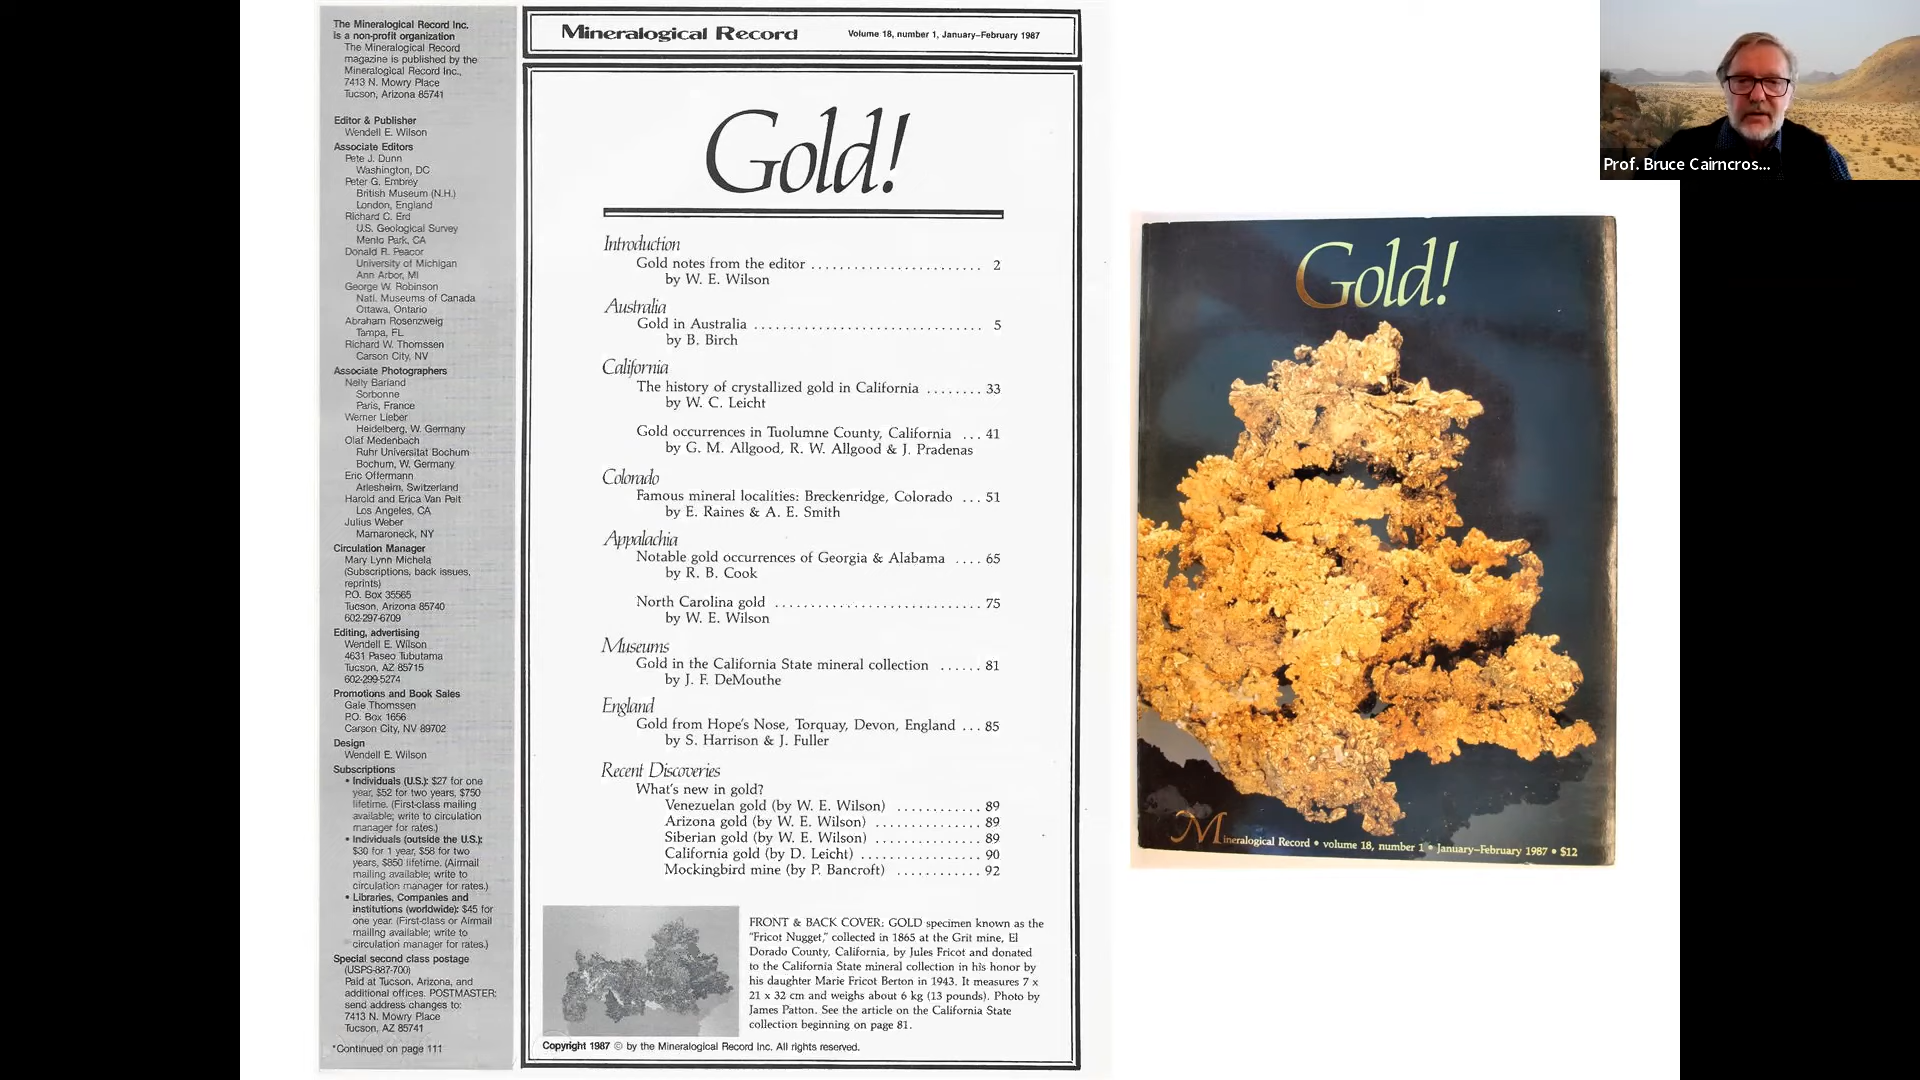 The Mineralogical Record Inc.
is a non-profit organization
The Mineralogical Record
magazine is published by the
Mineralogical Record Inc.,
7413 N. Mowry Place
Tucson, Arizona 85741
Editor & Publisher
Wendell E. Wilson
Associate Editors
Pete J. Dunn
Washington, DC
Peter G. Embrey
British Museum (N.H.)
London, England
Richard C. Erd
U.S. Geological Survey
Menlo Park, CA
Donald R. Peacor
University of Michigan
Ann Arbor, MI
George W. Robinson
Natl. Museums of Canada
Ottawa, Ontario
Abraham Rosenzweig
Tampa, FL
Richard W. Thomssen
Carson City, NV
Associate Photographers
Nelly Bariand
Sorbonne
Paris, France
Werner Lieber
Heidelberg, W. Germany
Olaf Medenbach
Ruhr Universitat Bochum
Bochum, W. Germany
Eric Offermann
Arlesheim, Switzerland
Harold and Erica Van Pelt
Los Angeles, CA
Julius Weber
Mamaroneck, NY
Circulation Manager
Mary Lynn Michela
(Subscriptions, back issues,
reprints)
P.O. Box 35565
Tucson, Arizona 85740
602-297-6709
Editing, advertising
Wendell E. Wilson
4631 Paseo Tubutama
Tucson, AZ 85715
602-299-5274
Promotions and Book Sales
Gale Thomssen
P.O. Box 1656
Carson City, NV 89702
Design
Wendell E. Wilson
Subscriptions
• Individuals (U.S.): $27 for one
year, $52 for two years, $750
lifetime. (First-class mailing
available; write to circulation
manager for rates.)
• Individuals (outside the U.S.):
$30 for 1 year, $58 for two
years, $850 lifetime. (Airmail
mailing available; write to
circulation manager for rates.)
• Libraries, Companies and
institutions (worldwide): $45 for
one year. (First-class or Airmail
mailing available; write to
circulation manager for rates.)
Special second class postage
(USPS-887-700)
Paid at Tucson, Arizona, and
additional offices. POSTMASTER:
send address changes to:
7413 N. Mowry Place
Tucson, AZ 85741
*Continued on page 111
Mineralogical Record Volume 18, number 1, January–February 1987
Gold!
Introduction
Gold notes from the editor ........................ 2
by W. E. Wilson
Australia
Gold in Australia ................................ 5
by B. Birch
California
The history of crystallized gold in California ........ 33
by W. C. Leicht
Gold occurrences in Tuolumne County, California ... 41
by G. M. Allgood, R. W. Allgood & J. Pradenas
Colorado
Famous mineral localities: Breckenridge, Colorado ... 51
by E. Raines & A. E. Smith
Appalachia
Notable gold occurrences of Georgia & Alabama .... 65
by R. B. Cook
North Carolina gold ............................. 75
by W. E. Wilson
Museums
Gold in the California State mineral collection ...... 81
by J. F. DeMouthe
England
Gold from Hope's Nose, Torquay, Devon, England ... 85
by S. Harrison & J. Fuller
Recent Discoveries
What's new in gold?
Venezuelan gold (by W. E. Wilson) ............ 89
Arizona gold (by W. E. Wilson) ............... 89
Siberian gold (by W. E. Wilson) ................ 89
California gold (by D. Leicht) ................. 90
Mockingbird mine (by P. Bancroft) ............ 92
FRONT & BACK COVER: GOLD specimen known as the
"Fricot Nugget," collected in 1865 at the Grit mine, El
Dorado County, California, by Jules Fricot and donated
to the California State mineral collection in his honor by
his daughter Marie Fricot Berton in 1943. It measures 7 x
21 x 32 cm and weighs about 6 kg (13 pounds). Photo by
James Patton. See the article on the California State
collection beginning on page 81.
Copyright 1987 © by the Mineralogical Record Inc. All rights reserved.
Gold!
Mineralogical Record • volume 18, number 1 • January–February 1987 • $12
Prof. Bruce Cairncros...